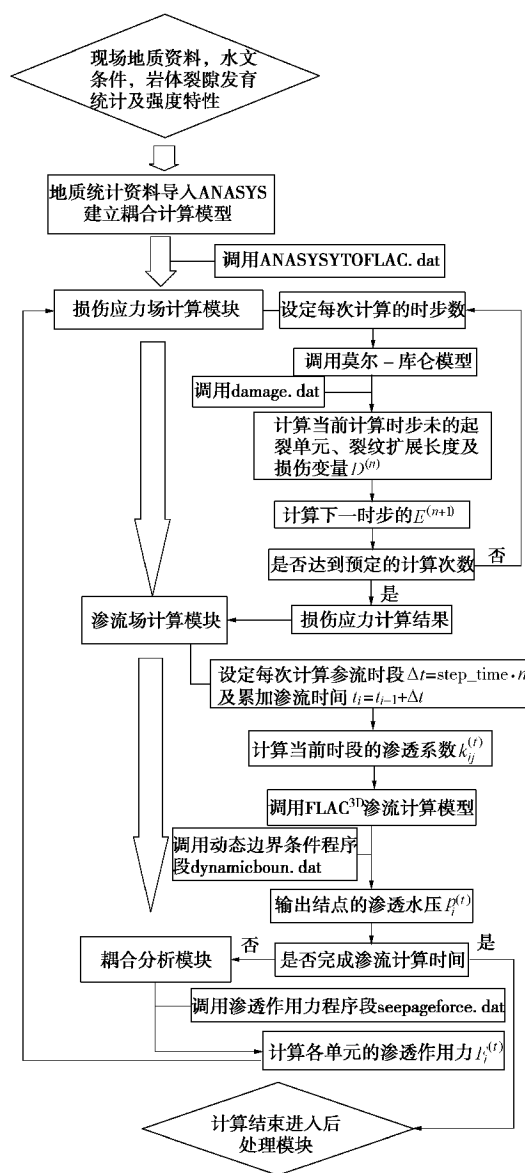 现场地质资料，水文
条件，岩体裂隙发育
统计及强度特性
地质统计资料导入ANASYS
建立耦合计算模型
调用ANASYSYTOFLAC.dat
损伤应力场计算模块
设定每次计算的时步数
调用莫尔－库仑模型
调用damage.dat
计算当前计算时步未的起
裂单元、裂纹扩展长度及
损伤变量D^(n)
计算下一时步的E^(n+1)
是否达到预定的计算次数
否
是
渗流场计算模块
损伤应力计算结果
设定每次计算参流时段Δt=step_time·n
及累加渗流时间 t_i=t_{i-1}+Δt
计算当前时段的渗透系数k_{ij}^(t)
调用FLAC^3D渗流计算模型
调用动态边界条件程序
段dynamicboun.dat
输出结点的渗透水压P_i^(t)
否
是
耦合分析模块
是否完成渗流计算时间
调用渗透作用力程序段seepageforce.dat
计算各单元的渗透作用力F_i^(t)
计算结束进入后
处理模块